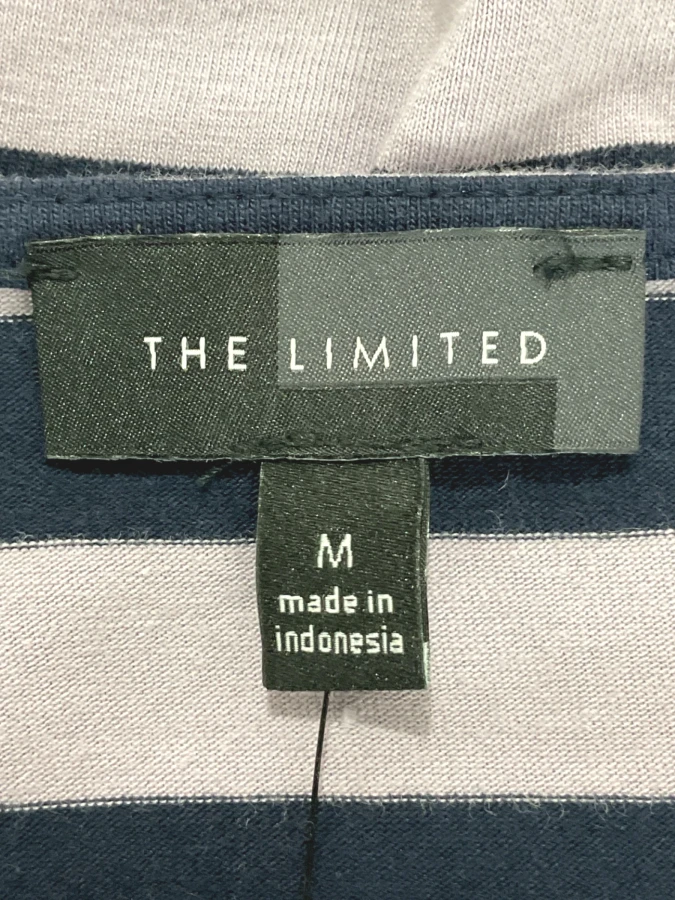 THE LIMITED
M
made in
indonesia